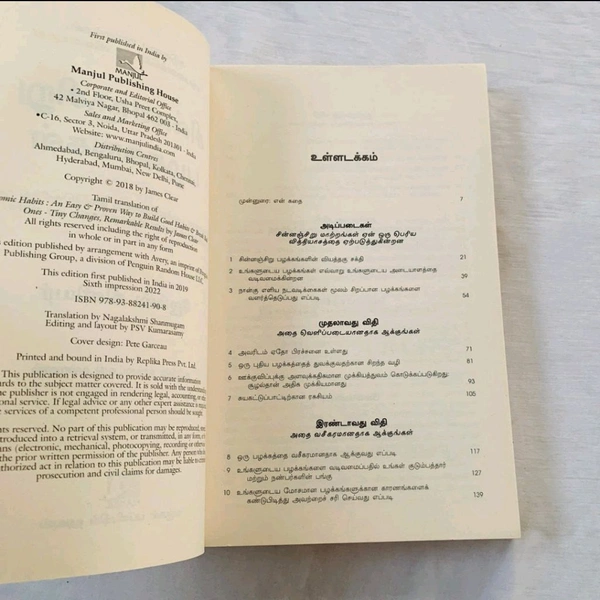 First published in India by
MANJUL
Manjul Publishing House
Corporate and Editorial Office
• 2nd Floor, Usha Preet Complex,
42 Malviya Nagar, Bhopal 462 003 - India
Sales and Marketing Office
•C-16, Sector 3, Noida, Uttar Pradesh 201301 - India
Website: www.manjulindia.com
Distribution Centres
Ahmedabad, Bengaluru, Bhopal, Kolkata, Chennai,
Hyderabad, Mumbai, New Delhi, Pune
Copyright © 2018 by James Clear
Tamil translation of
omic Habits : An Easy & Proven Way to Build Good Habits &
Ones - Tiny Changes, Remarkable Results by James Clear
All rights reserved including the right of reproduction
in whole or in part in any form.
edition published by arrangement with Avery, an imprint of
Publishing Group, a division of Penguin Random House LLC.
This edition first published in India in 2019
Sixth impression 2022
ISBN 978-93-88241-90-8
Translation by Nagalakshmi Shanmugam
Editing and layout by PSV Kumarasamy
Cover design: Pete Garceau
Printed and bound in India by Replika Press Pvt. Ltd.
This publication is designed to provide accurate information
ards to the subject matter covered. It is sold with the
e publisher is not engaged in rendering legal, accounting, or
onal service. If legal advice or any other expert assistance
e services of a competent professional person should be sought.
hts reserved. No part of this publication may be reproduced,
troduced into a retrieval system, or transmitted, in any form,
ans (electronic, mechanical, photocopying, recording or otherwise)
the prior written permission of the publisher. Any person who
authorized act in relation to this publication may be liable to
prosecution and civil claims for damages.
உள்ளடக்கம்
முன்னுரை: என் கதை 7
அடிப்படைகள்
சின்னஞ்சிறு மாற்றங்கள் ஏன் ஒரு பெரிய
வித்தியாசத்தை ஏற்படுத்துகின்றன
1 சின்னஞ்சிறு பழக்கங்களின் வியத்தகு சக்தி 21
2 உங்களுடைய பழக்கங்கள் எவ்வாறு உங்களுடைய அடையாளத்தை
வடிவமைக்கின்றன 39
3 நான்கு எளிய நடவடிக்கைகள் மூலம் சிறப்பான பழக்கங்களை
வளர்த்தெடுப்பது எப்படி 54
முதலாவது விதி
அதை வெளிப்படையானதாக ஆக்குங்கள்
4 அவரிடம் ஏதோ பிரச்சனை உள்ளது 71
5 ஒரு புதிய பழக்கத்தைத் துவக்குவதற்கான சிறந்த வழி 81
6 ஊக்குவிப்புக்கு அளவுக்கதிகமான முக்கியத்துவம் கொடுக்கப்படுகிறது:
சூழல்தான் அதிக முக்கியமானது 93
7 சுயகட்டுப்பாட்டிற்கான ரகசியம் 105
இரண்டாவது விதி
அதை வசீகரமானதாக ஆக்குங்கள்
8 ஒரு பழக்கத்தை வசீகரமானதாக ஆக்குவது எப்படி 117
9 உங்களுடைய பழக்கங்களை வடிவமைப்பதில் உங்கள் குடும்பத்தார்
மற்றும் நண்பர்களின் பங்கு 127
10 உங்களுடைய மோசமான பழக்கங்களுக்கான காரணங்களைக்
கண்டுபிடித்து அவற்றைச் சரி செய்வது எப்படி 139